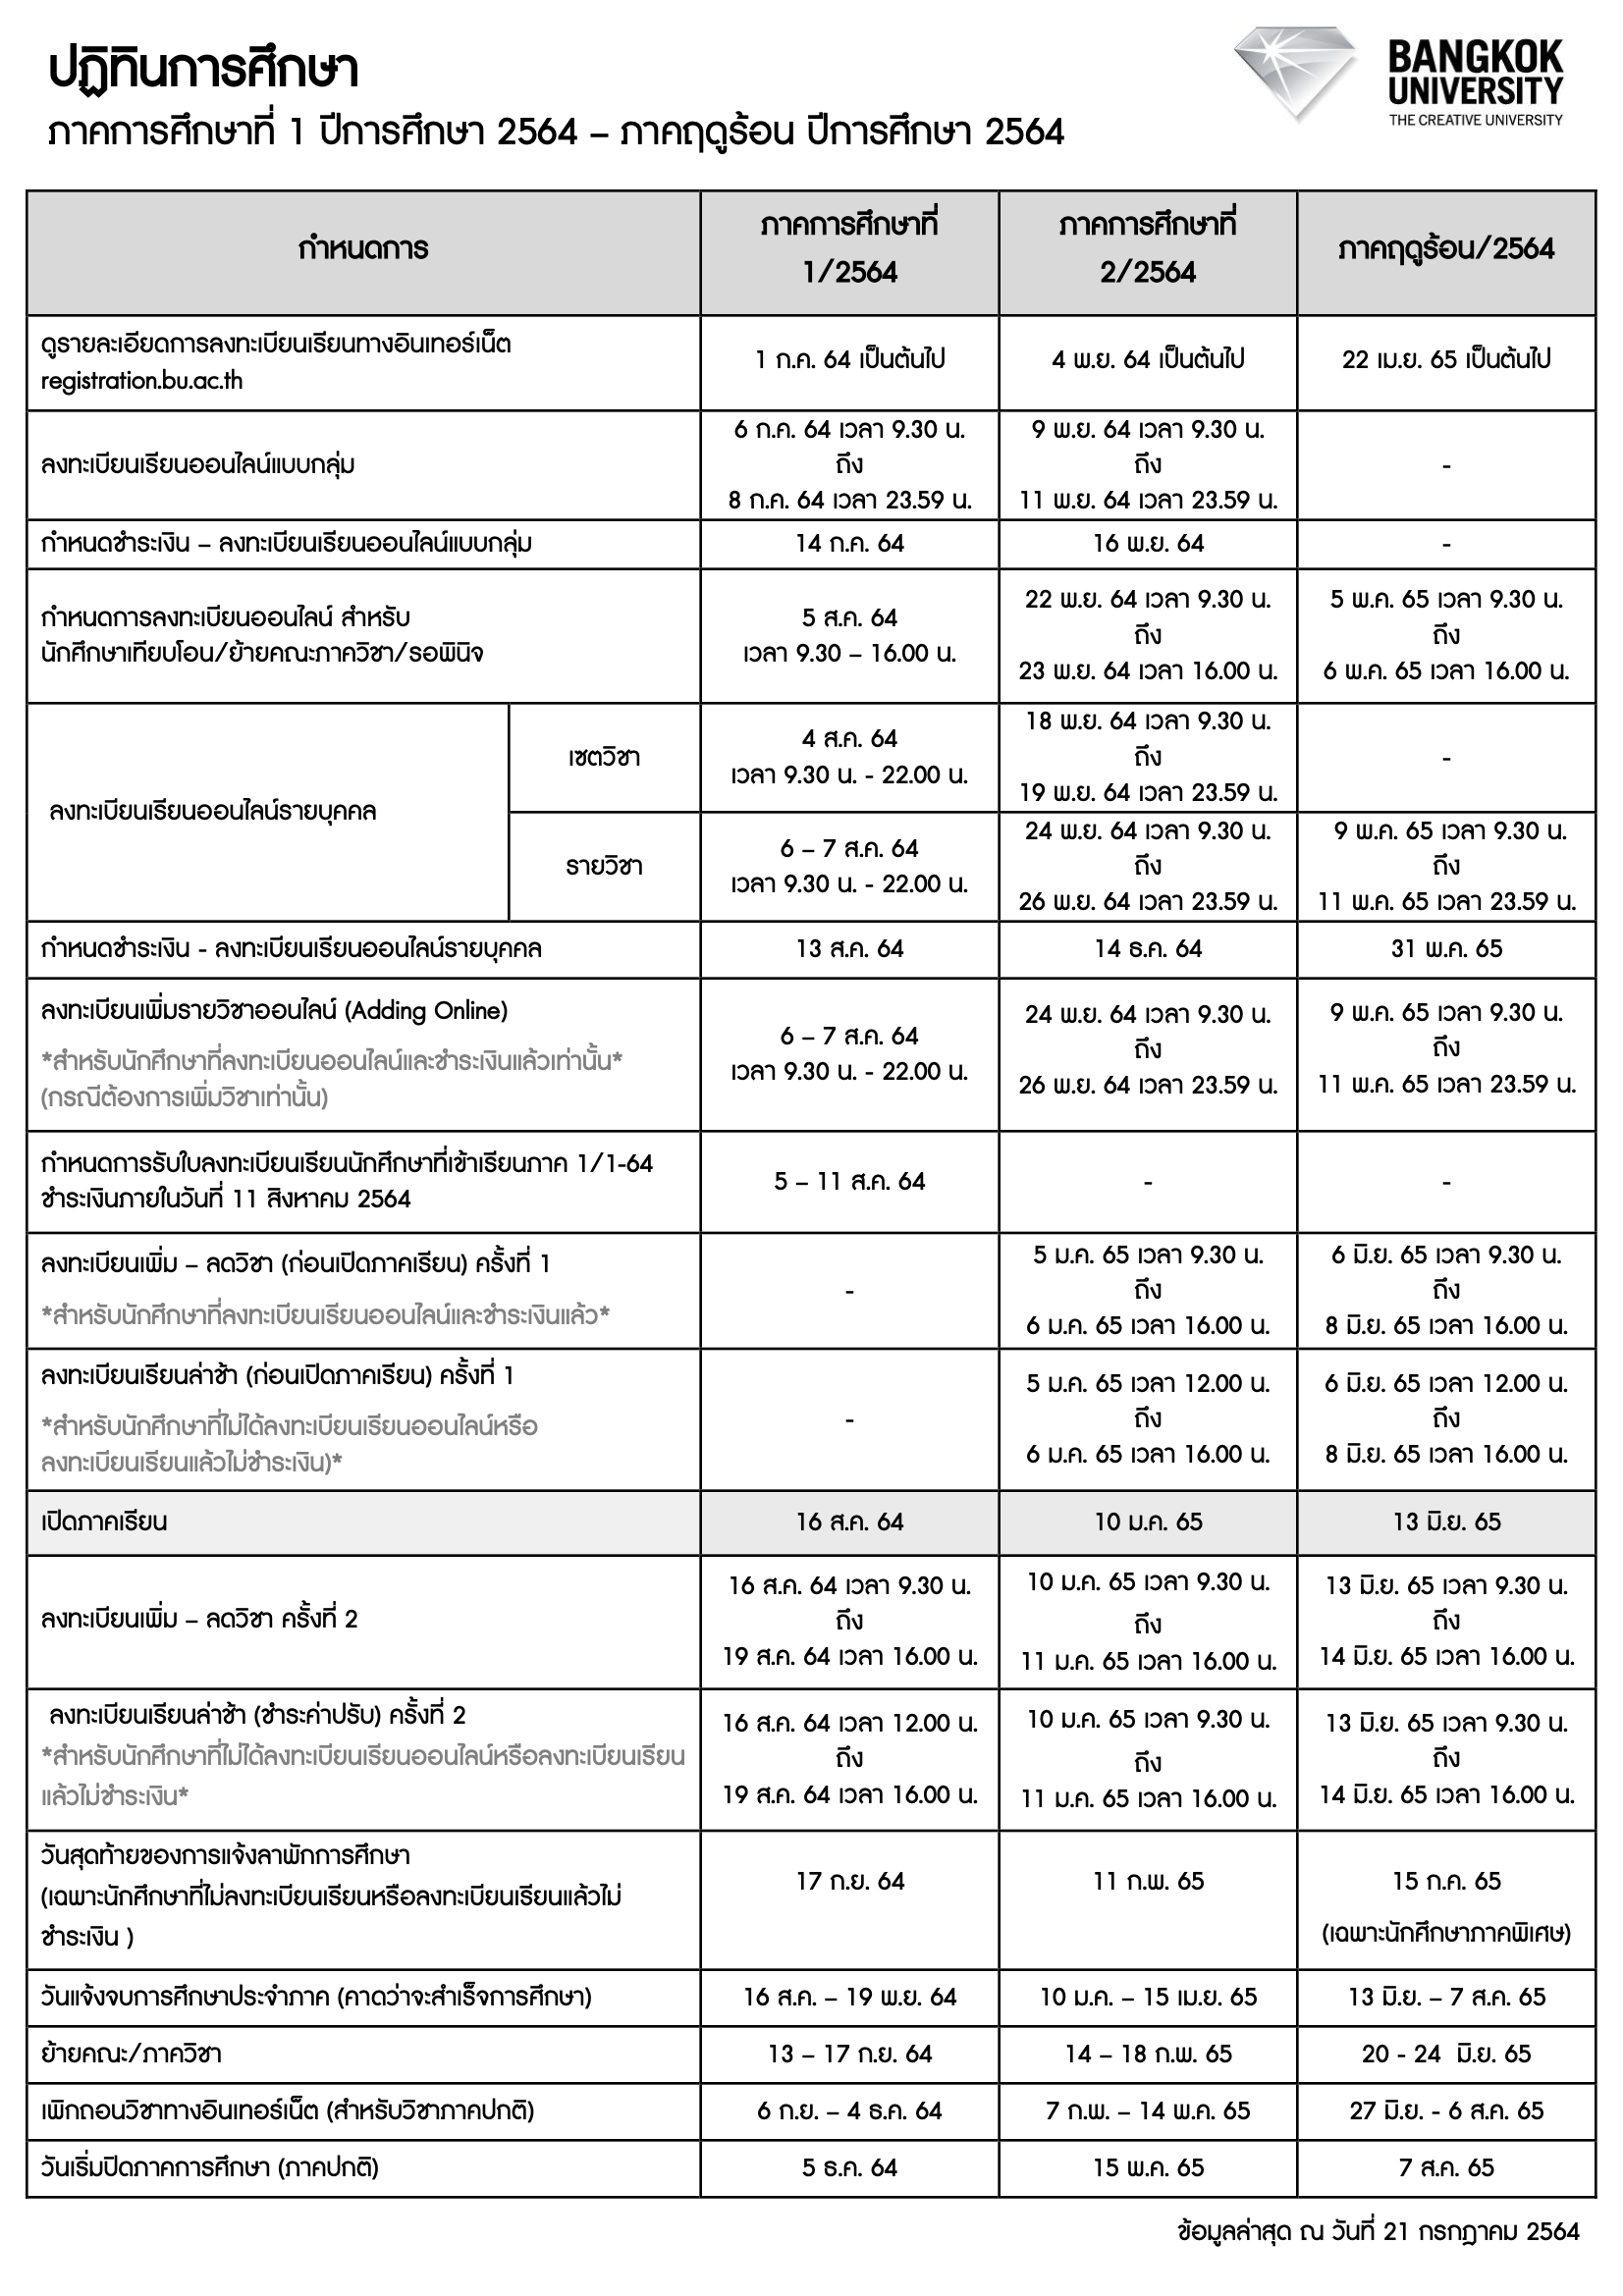 ปฏิทินการศึกษา
ภาคการศึกษาที่ 1 ปีการศึกษา 2564 – ภาคฤดูร้อน ปีการศึกษา 2564
BANGKOK
UNIVERSITY
THE CREATIVE UNIVERSITY
กำหนดการ
ภาคการศึกษาที่
1/2564
ภาคการศึกษาที่
2/2564
ภาคฤดูร้อน/2564
ดูรายละเอียดการลงทะเบียนเรียนทางอินเทอร์เน็ต
registration.bu.ac.th
1 ก.ค. 64 เป็นต้นไป
4 พ.ย. 64 เป็นต้นไป
22 เม.ย. 65 เป็นต้นไป
ลงทะเบียนเรียนออนไลน์แบบกลุ่ม
6 ก.ค. 64 เวลา 9.30 น.
ถึง
8 ก.ค. 64 เวลา 23.59 น.
9 พ.ย. 64 เวลา 9.30 น.
ถึง
11 พ.ย. 64 เวลา 23.59 น.
-
กำหนดชำระเงิน – ลงทะเบียนเรียนออนไลน์แบบกลุ่ม
14 ก.ค. 64
16 พ.ย. 64
-
กำหนดการลงทะเบียนออนไลน์ สำหรับ
นักศึกษาเทียบโอน/ย้ายคณะภาควิชา/รอพินิจ
5 ส.ค. 64
เวลา 9.30 – 16.00 น.
22 พ.ย. 64 เวลา 9.30 น.
ถึง
23 พ.ย. 64 เวลา 16.00 น.
5 พ.ค. 65 เวลา 9.30 น.
ถึง
6 พ.ค. 65 เวลา 16.00 น.
ลงทะเบียนเรียนออนไลน์รายบุคคล
เซตวิชา
4 ส.ค. 64
เวลา 9.30 น. - 22.00 น.
18 พ.ย. 64 เวลา 9.30 น.
ถึง
19 พ.ย. 64 เวลา 23.59 น.
-
รายวิชา
6 – 7 ส.ค. 64
เวลา 9.30 น. - 22.00 น.
24 พ.ย. 64 เวลา 9.30 น.
ถึง
26 พ.ย. 64 เวลา 23.59 น.
9 พ.ค. 65 เวลา 9.30 น.
ถึง
11 พ.ค. 65 เวลา 23.59 น.
กำหนดชำระเงิน - ลงทะเบียนเรียนออนไลน์รายบุคคล
13 ส.ค. 64
14 ธ.ค. 64
31 พ.ค. 65
ลงทะเบียนเพิ่มรายวิชาออนไลน์ (Adding Online)
*สำหรับนักศึกษาที่ลงทะเบียนออนไลน์และชำระเงินแล้วเท่านั้น*
(กรณีต้องการเพิ่มวิชาเท่านั้น)
6 – 7 ส.ค. 64
เวลา 9.30 น. - 22.00 น.
24 พ.ย. 64 เวลา 9.30 น.
ถึง
26 พ.ย. 64 เวลา 23.59 น.
9 พ.ค. 65 เวลา 9.30 น.
ถึง
11 พ.ค. 65 เวลา 23.59 น.
กำหนดการรับใบลงทะเบียนเรียนนักศึกษาที่เข้าเรียนภาค 1/1-64
ชำระเงินภายในวันที่ 11 สิงหาคม 2564
5 – 11 ส.ค. 64
-
-
ลงทะเบียนเพิ่ม – ลดวิชา (ก่อนเปิดภาคเรียน) ครั้งที่ 1
*สำหรับนักศึกษาที่ลงทะเบียนเรียนออนไลน์และชำระเงินแล้ว*
-
5 ม.ค. 65 เวลา 9.30 น.
ถึง
6 ม.ค. 65 เวลา 16.00 น.
6 มิ.ย. 65 เวลา 9.30 น.
ถึง
8 มิ.ย. 65 เวลา 16.00 น.
ลงทะเบียนเรียนล่าช้า (ก่อนเปิดภาคเรียน) ครั้งที่ 1
*สำหรับนักศึกษาที่ไม่ได้ลงทะเบียนเรียนออนไลน์หรือ
ลงทะเบียนเรียนแล้วไม่ชำระเงิน)*
-
5 ม.ค. 65 เวลา 12.00 น.
ถึง
6 ม.ค. 65 เวลา 16.00 น.
6 มิ.ย. 65 เวลา 12.00 น.
ถึง
8 มิ.ย. 65 เวลา 16.00 น.
เปิดภาคเรียน
16 ส.ค. 64
10 ม.ค. 65
13 มิ.ย. 65
ลงทะเบียนเพิ่ม – ลดวิชา ครั้งที่ 2
16 ส.ค. 64 เวลา 9.30 น.
ถึง
19 ส.ค. 64 เวลา 16.00 น.
10 ม.ค. 65 เวลา 9.30 น.
ถึง
11 ม.ค. 65 เวลา 16.00 น.
13 มิ.ย. 65 เวลา 9.30 น.
ถึง
14 มิ.ย. 65 เวลา 16.00 น.
ลงทะเบียนเรียนล่าช้า (ชำระค่าปรับ) ครั้งที่ 2
*สำหรับนักศึกษาที่ไม่ได้ลงทะเบียนเรียนออนไลน์หรือลงทะเบียนเรียน
แล้วไม่ชำระเงิน*
16 ส.ค. 64 เวลา 12.00 น.
ถึง
19 ส.ค. 64 เวลา 16.00 น.
10 ม.ค. 65 เวลา 9.30 น.
ถึง
11 ม.ค. 65 เวลา 16.00 น.
13 มิ.ย. 65 เวลา 9.30 น.
ถึง
14 มิ.ย. 65 เวลา 16.00 น.
วันสุดท้ายของการแจ้งลาพักการศึกษา
(เฉพาะนักศึกษาที่ไม่ลงทะเบียนเรียนหรือลงทะเบียนเรียนแล้วไม่
ชำระเงิน )
17 ก.ย. 64
11 ก.พ. 65
15 ก.ค. 65
(เฉพาะนักศึกษาภาคพิเศษ)
วันแจ้งจบการศึกษาประจำภาค (คาดว่าจะสำเร็จการศึกษา)
16 ส.ค. – 19 พ.ย. 64
10 ม.ค. – 15 เม.ย. 65
13 มิ.ย. – 7 ส.ค. 65
ย้ายคณะ/ภาควิชา
13 – 17 ก.ย. 64
14 – 18 ก.พ. 65
20 - 24 มิ.ย. 65
เพิกถอนวิชาทางอินเทอร์เน็ต (สำหรับวิชาภาคปกติ)
6 ก.ย. – 4 ธ.ค. 64
7 ก.พ. – 14 พ.ค. 65
27 มิ.ย. - 6 ส.ค. 65
วันเริ่มปิดภาคการศึกษา (ภาคปกติ)
5 ธ.ค. 64
15 พ.ค. 65
7 ส.ค. 65
ข้อมูลล่าสุด ณ วันที่ 21 กรกฎาคม 2564